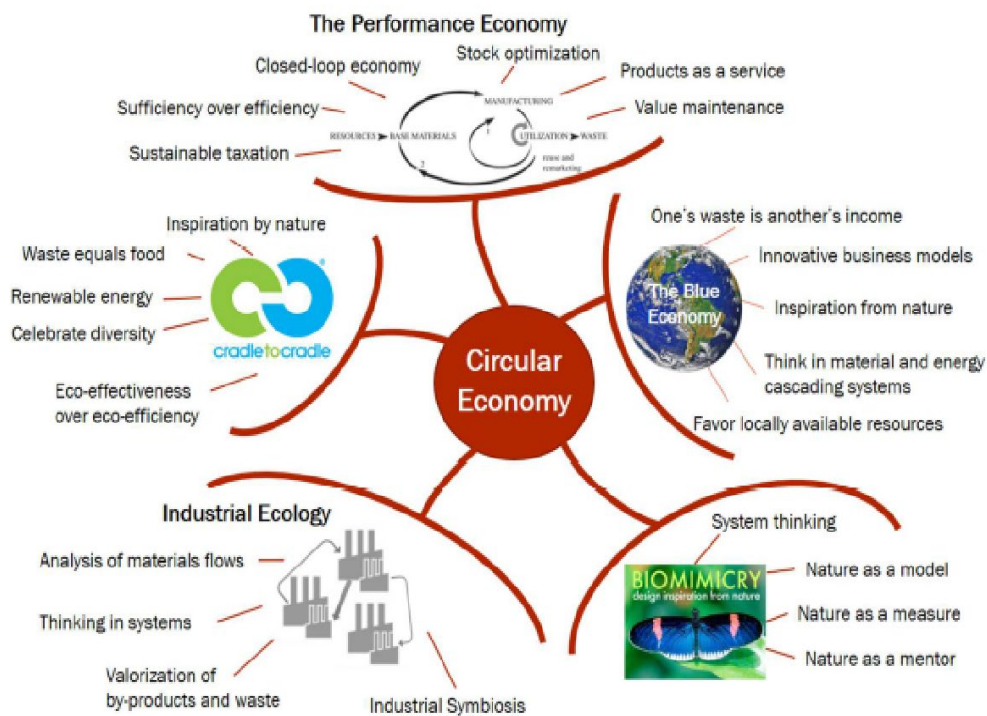 The Performance Economy
Stock optimization
Closed-loop economy
Products as a service
Sufficiency over efficiency
Value maintenance
Sustainable taxation
MANUFACTURING
1
RESOURCES
BASE MATERIALS
UTILIZATION
WASTE
2
reuse and
remarketing
Inspiration by nature
Waste equals food
Renewable energy
Celebrate diversity
®
cradletocradle
Eco-effectiveness
over eco-efficiency
One's waste is another's income
Innovative business models
The Blue
Economy
Inspiration from nature
Think in material and energy
cascading systems
Favor locally available resources
Circular
Economy
Industrial Ecology
Analysis of materials flows
Thinking in systems
Valorization of
by-products and waste
Industrial Symbiosis
System thinking
BIOMIMICRY
design inspiration from nature
Nature as a model
Nature as a measure
Nature as a mentor